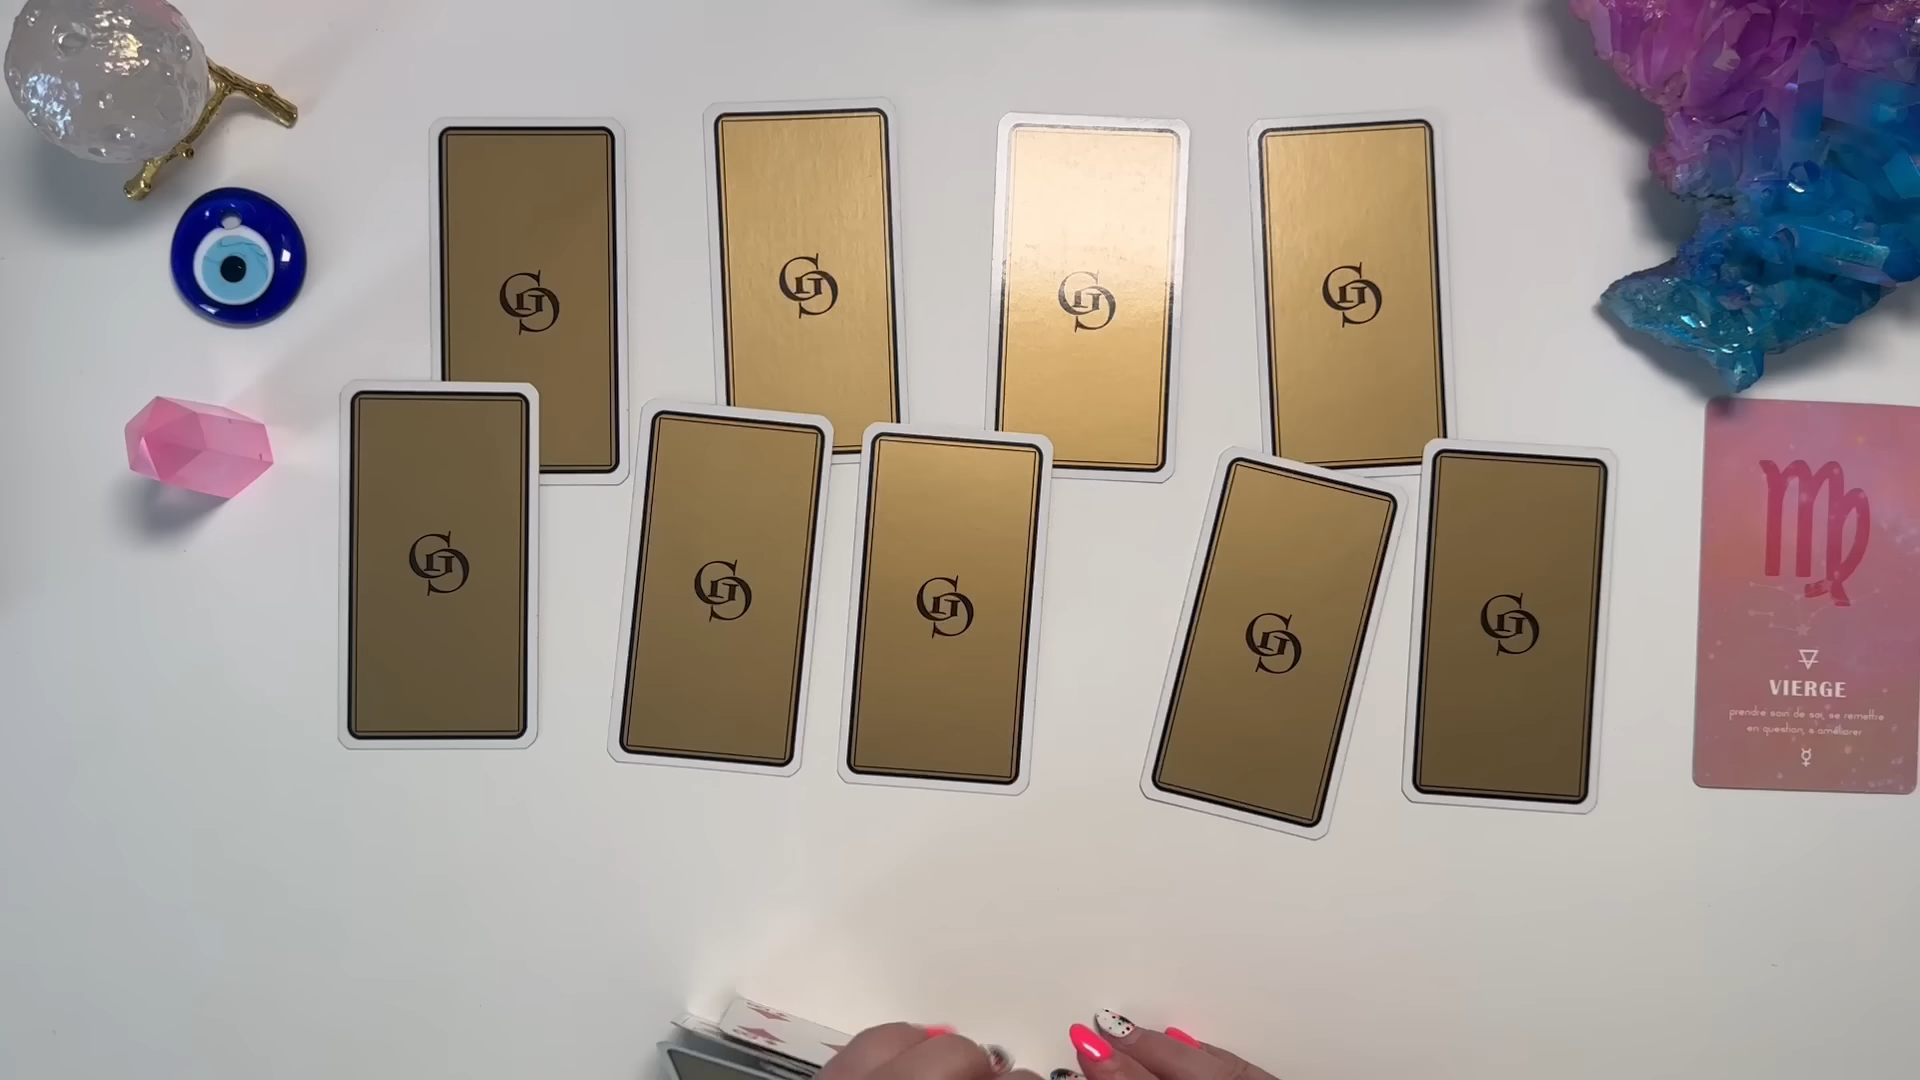 VIERGE
prendre soin de soi, se remettre
en question, s améliorer